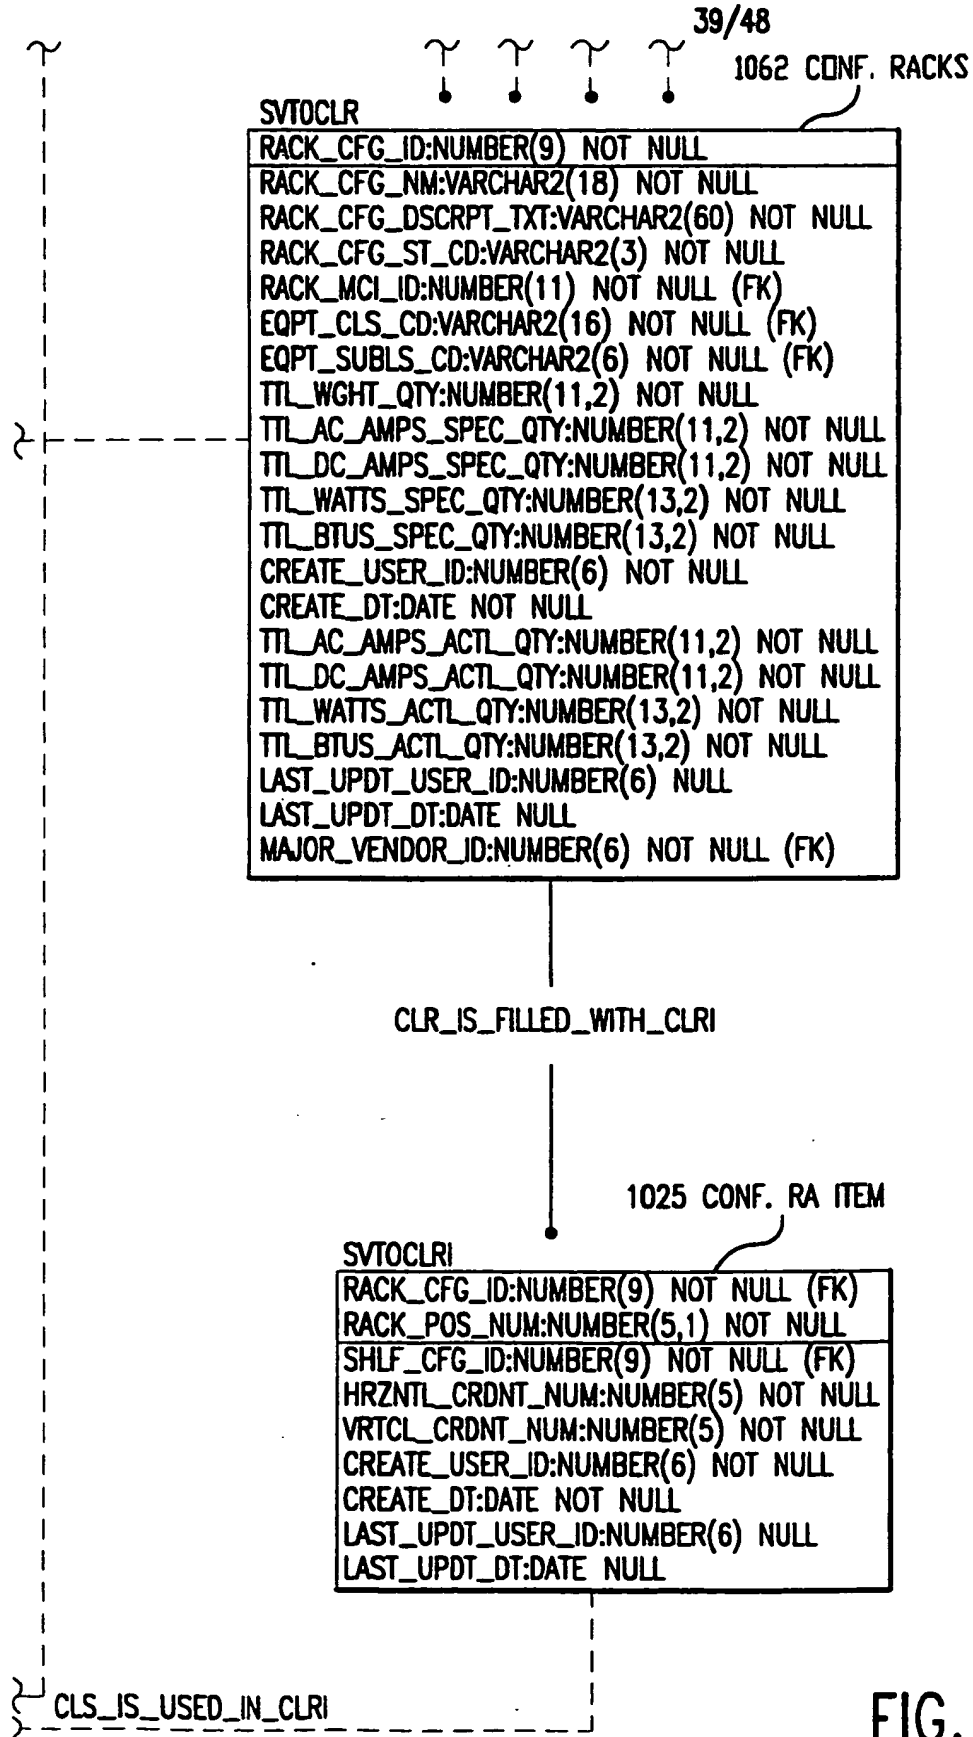 39/48
1062 CONF. RACKS
SVTOCLR
RACK_CFG_ID:NUMBER(9) NOT NULL
RACK_CFG_NM:VARCHAR2(18) NOT NULL
RACK_CFG_DSCRPT_TXT:VARCHAR2(60) NOT NULL
RACK_CFG_ST_CD:VARCHAR2(3) NOT NULL
RACK_MCI_ID:NUMBER(11) NOT NULL (FK)
EQPT_CLS_CD:VARCHAR2(16) NOT NULL (FK)
EQPT_SUBLS_CD:VARCHAR2(6) NOT NULL (FK)
TTL_WGHT_QTY:NUMBER(11,2) NOT NULL
TTL_AC_AMPS_SPEC_QTY:NUMBER(11,2) NOT NULL
TTL_DC_AMPS_SPEC_QTY:NUMBER(11,2) NOT NULL
TTL_WATTS_SPEC_QTY:NUMBER(13,2) NOT NULL
TTL_BTUS_SPEC_QTY:NUMBER(13,2) NOT NULL
CREATE_USER_ID:NUMBER(6) NOT NULL
CREATE_DT:DATE NOT NULL
TTL_AC_AMPS_ACTL_QTY:NUMBER(11,2) NOT NULL
TTL_DC_AMPS_ACTL_QTY:NUMBER(11,2) NOT NULL
TTL_WATTS_ACTL_QTY:NUMBER(13,2) NOT NULL
TTL_BTUS_ACTL_QTY:NUMBER(13,2) NOT NULL
LAST_UPDT_USER_ID:NUMBER(6) NULL
LAST_UPDT_DT:DATE NULL
MAJOR_VENDOR_ID:NUMBER(6) NOT NULL (FK)
CLR_IS_FILLED_WITH_CLRI
1025 CONF. RA ITEM
SVTOCLRI
RACK_CFG_ID:NUMBER(9) NOT NULL (FK)
RACK_POS_NUM:NUMBER(5,1) NOT NULL
SHLF_CFG_ID:NUMBER(9) NOT NULL (FK)
HRZNTL_CRDNT_NUM:NUMBER(5) NOT NULL
VRTCL_CRDNT_NUM:NUMBER(5) NOT NULL
CREATE_USER_ID:NUMBER(6) NOT NULL
CREATE_DT:DATE NOT NULL
LAST_UPDT_USER_ID:NUMBER(6) NULL
LAST_UPDT_DT:DATE NULL
CLS_IS_USED_IN_CLRI
FIG.